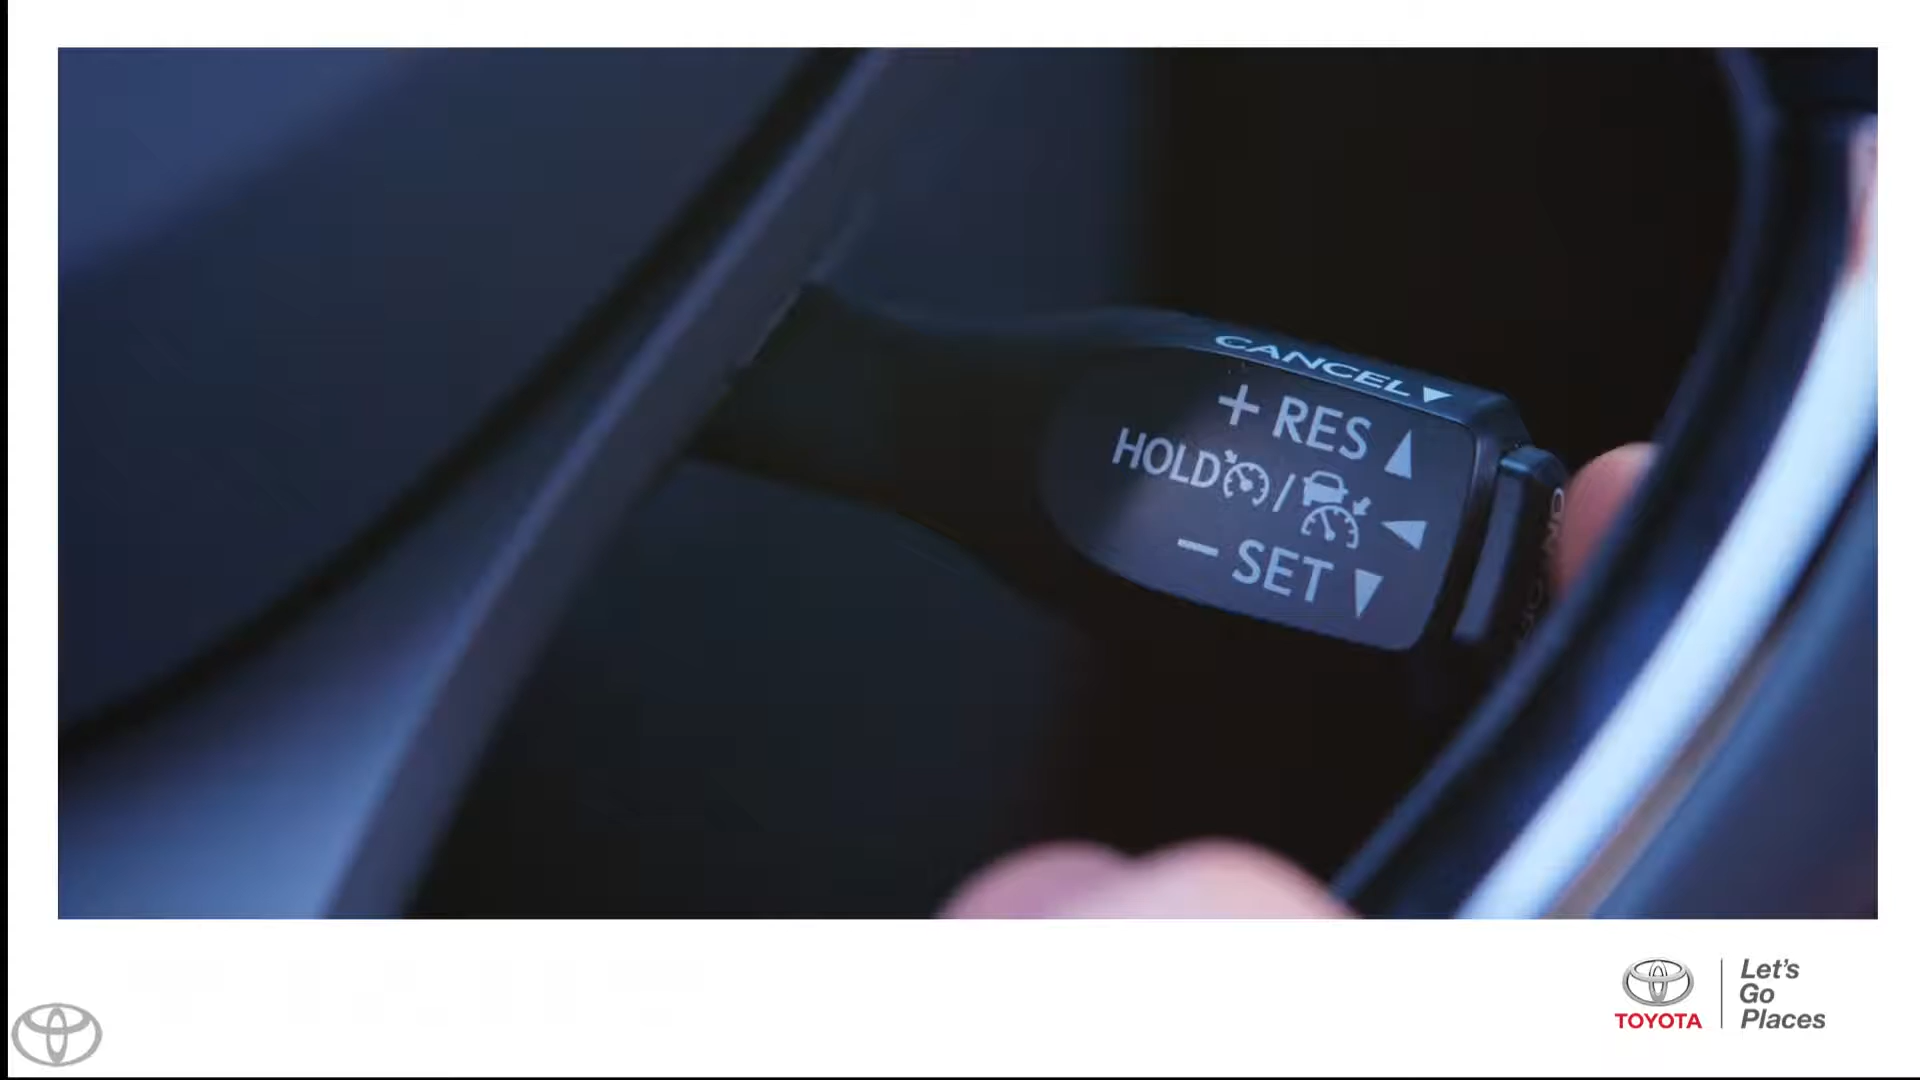 CANCEL
+ RES
HOLD /
− SET
TOYOTA
Let's
Go
Places